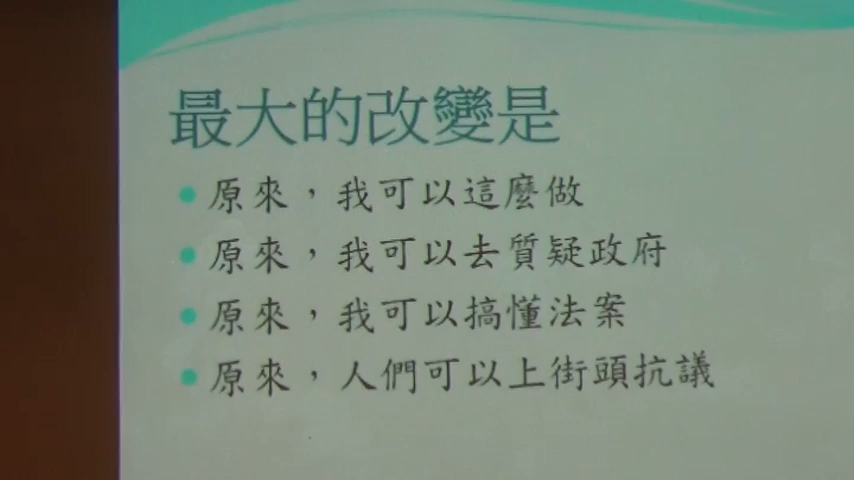 最大的改變是
原來，我可以這麼做
原來，我可以去質疑政府
原來，我可以搞懂法案
原來，人們可以上街頭抗議